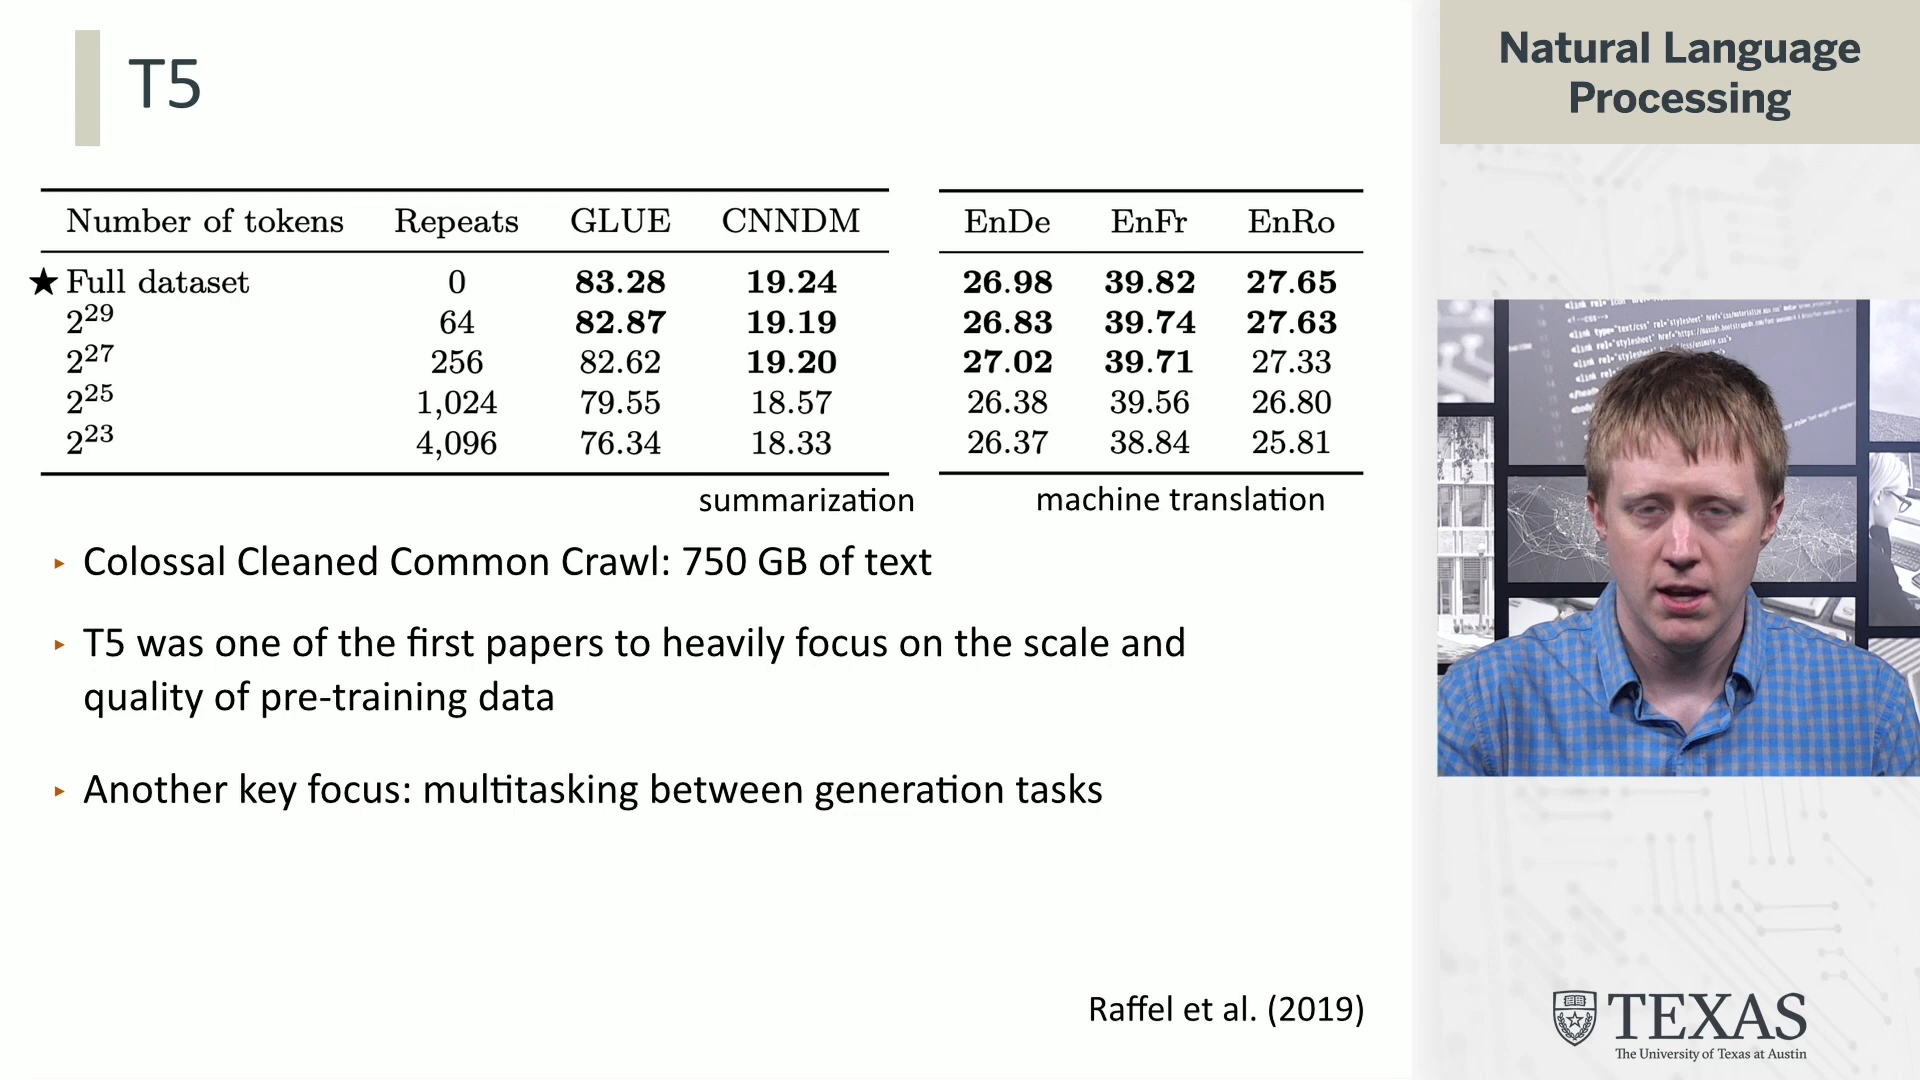 T5
Natural Language
Processing
Number of tokens Repeats GLUE CNNDM EnDe EnFr EnRo
★ Full dataset 0 83.28 19.24 26.98 39.82 27.65
2^29 64 82.87 19.19 26.83 39.74 27.63
2^27 256 82.62 19.20 27.02 39.71 27.33
2^25 1,024 79.55 18.57 26.38 39.56 26.80
2^23 4,096 76.34 18.33 26.37 38.84 25.81
summarization machine translation
▸ Colossal Cleaned Common Crawl: 750 GB of text
▸ T5 was one of the first papers to heavily focus on the scale and
quality of pre-training data
▸ Another key focus: multitasking between generation tasks
Raffel et al. (2019)
TEXAS
The University of Texas at Austin